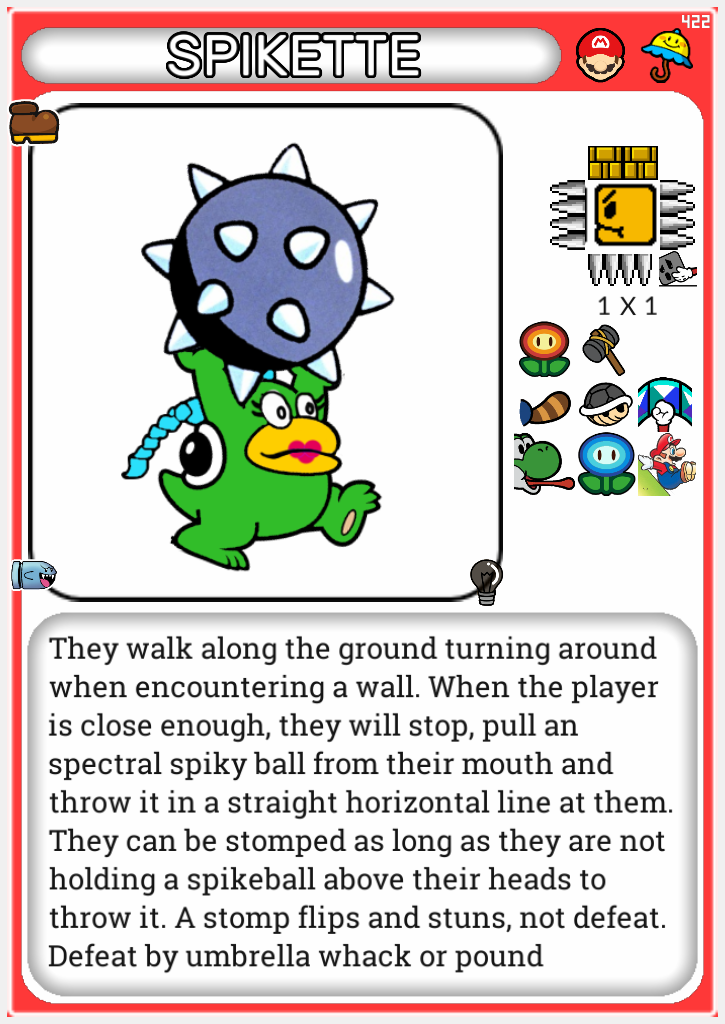 422
SPIKETTE
1 X 1
They walk along the ground turning around
when encountering a wall. When the player
is close enough, they will stop, pull an
spectral spiky ball from their mouth and
throw it in a straight horizontal line at them.
They can be stomped as long as they are not
holding a spikeball above their heads to
throw it. A stomp flips and stuns, not defeat.
Defeat by umbrella whack or pound